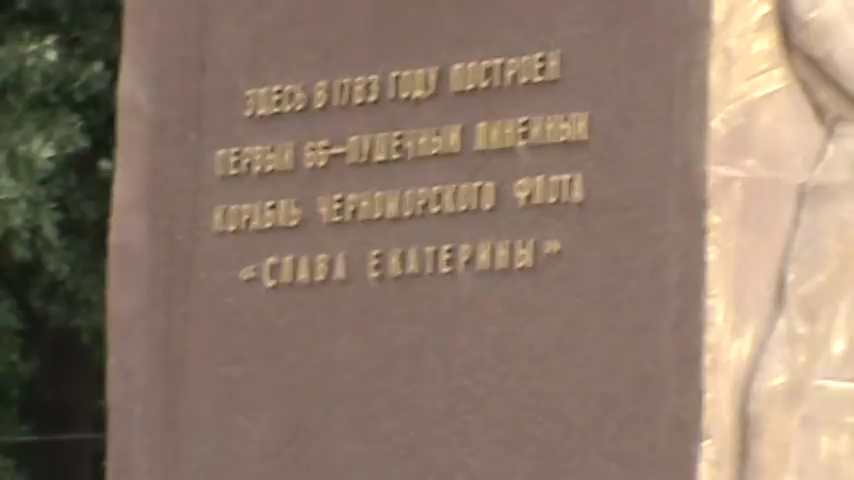 ЗДЕСЬ В 1783 ГОДУ ПОСТРОЕН
ПЕРВЫЙ 66-ПУШЕЧНЫЙ ЛИНЕЙНЫЙ
КОРАБЛЬ ЧЕРНОМОРСКОГО ФЛОТА
«СЛАВА ЕКАТЕРИНЫ»